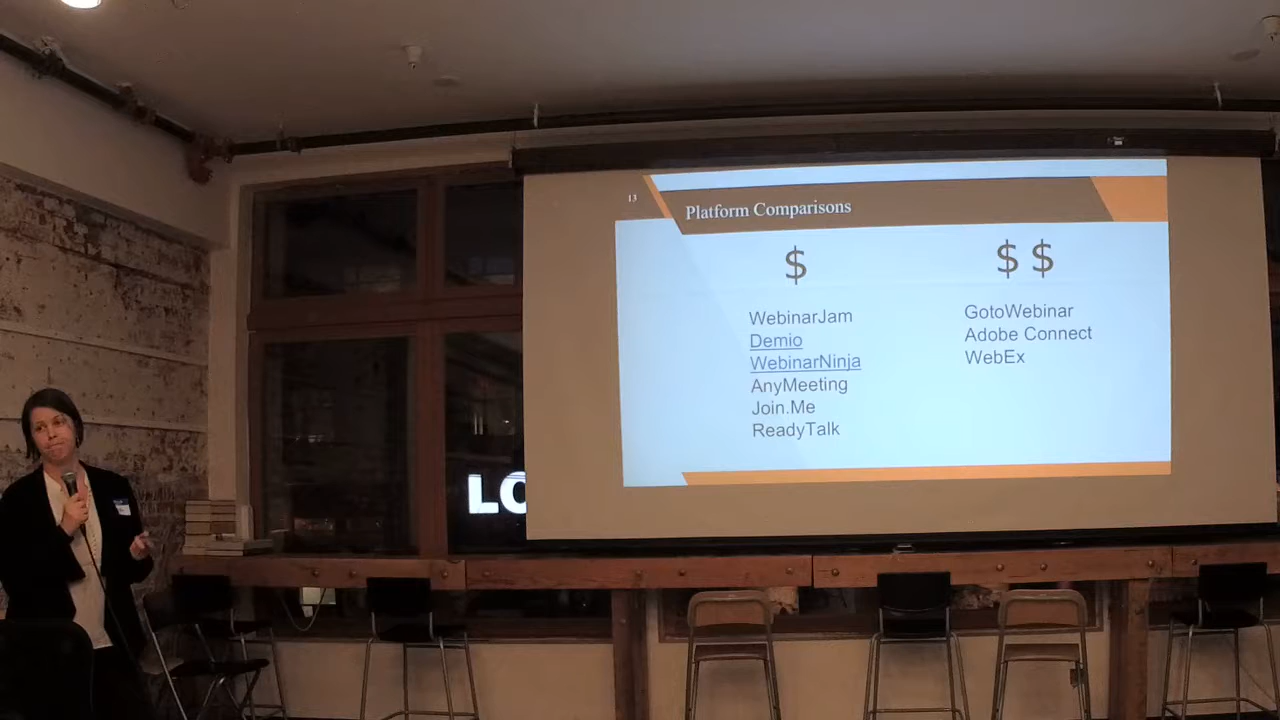 13
Platform Comparisons
$
WebinarJam
Demio
WebinarNinja
AnyMeeting
Join.Me
ReadyTalk
$ $
GotoWebinar
Adobe Connect
WebEx
LO